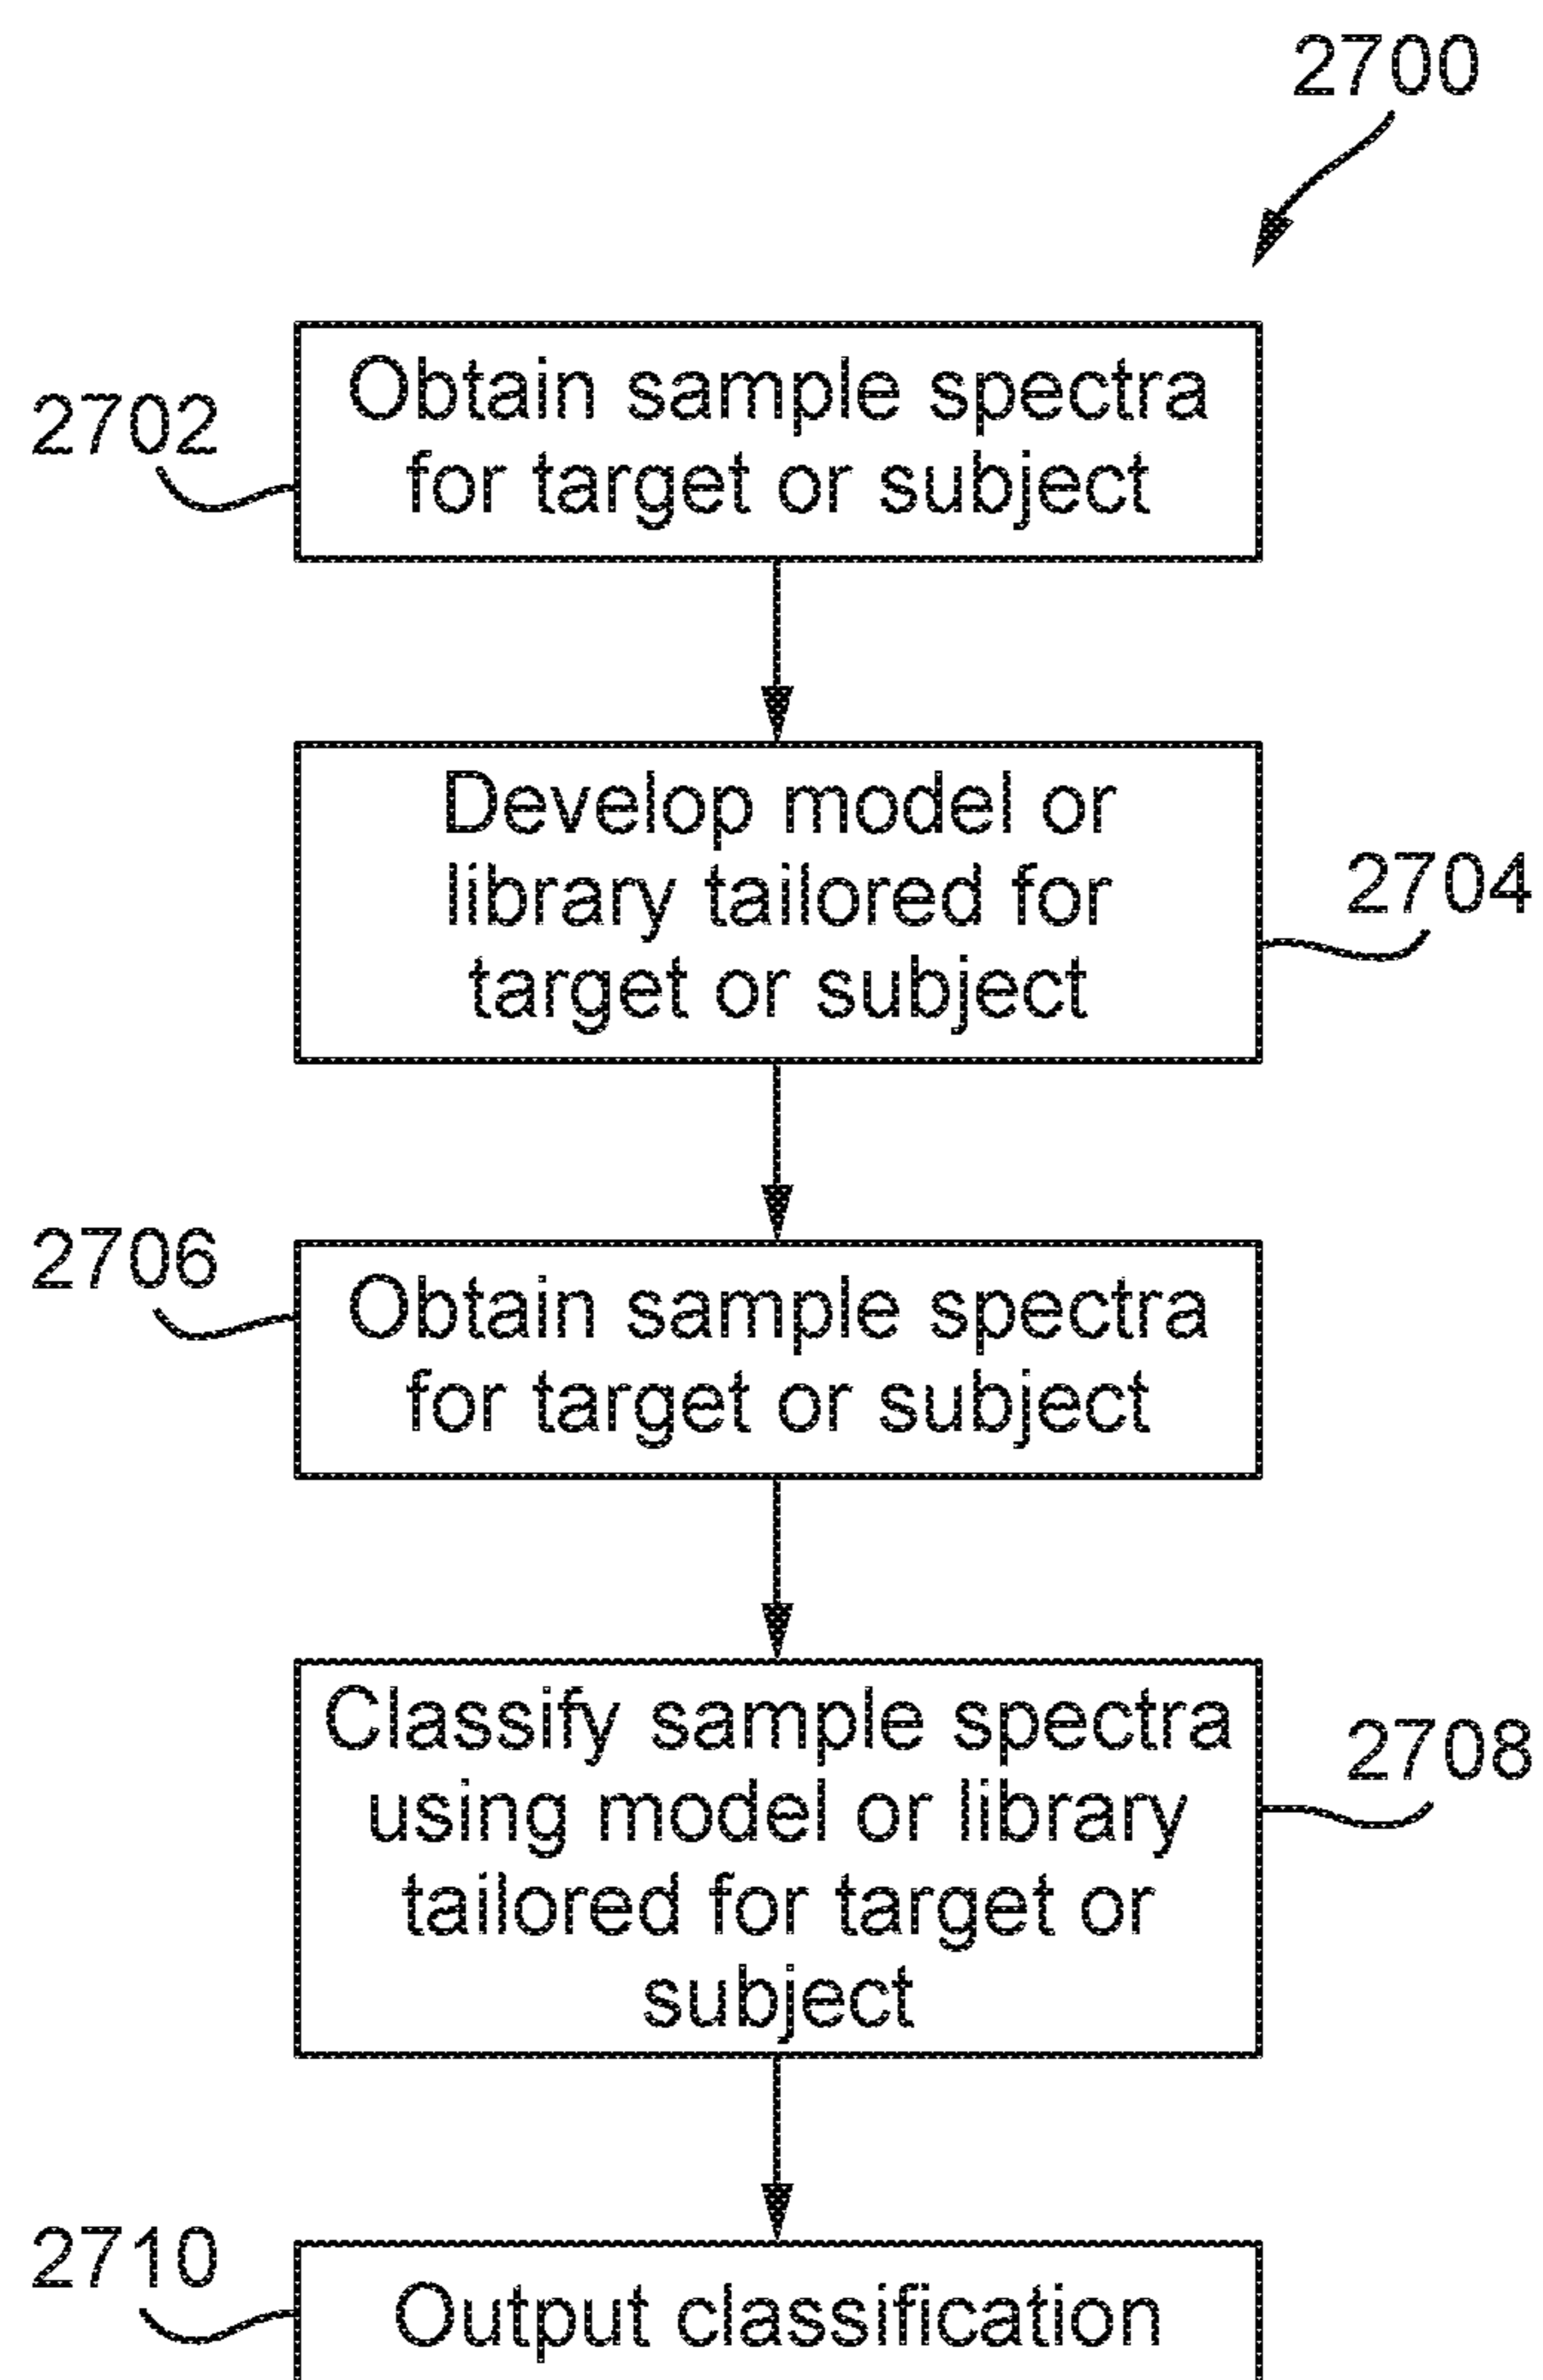 2700
2702
Obtain sample spectra
for target or subject
Develop model or
library tailored for
target or subject
2704
2706
Obtain sample spectra
for target or subject
Classify sample spectra
using model or library
tailored for target or
subject
2708
2710
Output classification